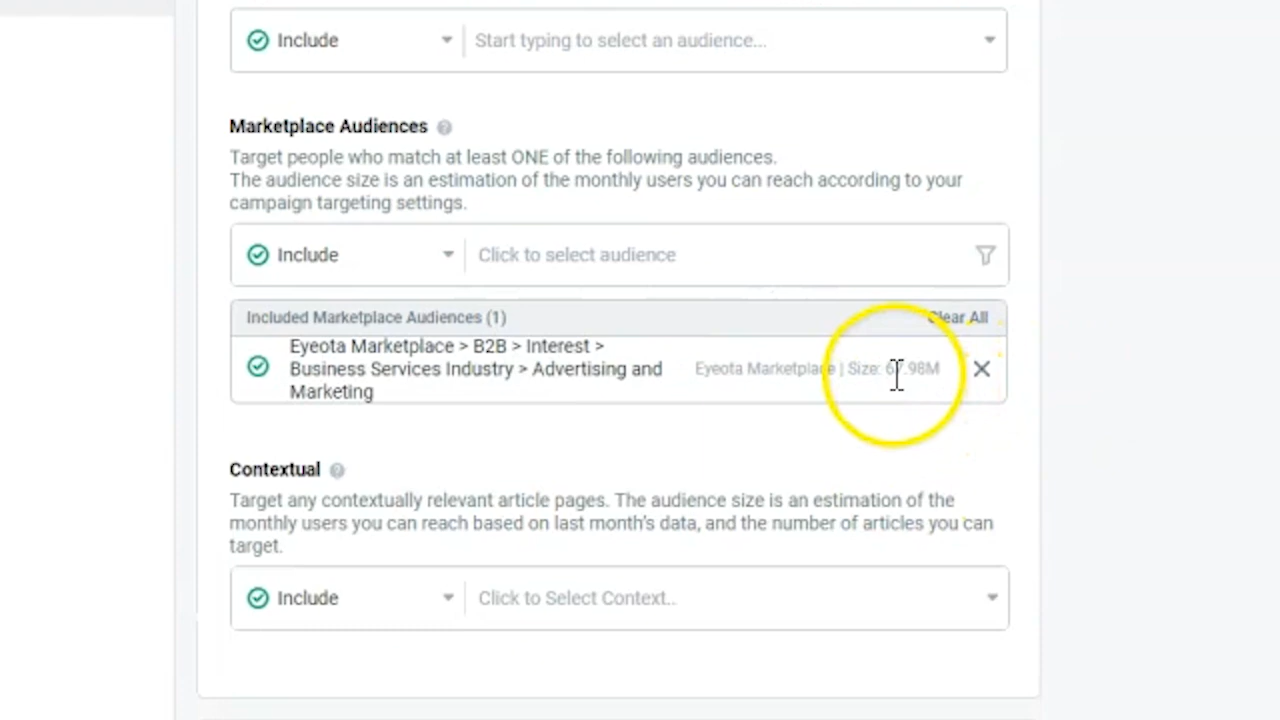 Include Start typing to select an audience...
Marketplace Audiences ?
Target people who match at least ONE of the following audiences.
The audience size is an estimation of the monthly users you can reach according to your
campaign targeting settings.
Include Click to select audience
Included Marketplace Audiences (1) Clear All
Eyeota Marketplace > B2B > Interest >
Business Services Industry > Advertising and
Marketing
Eyeota Marketplace | Size:
Contextual ?
Target any contextually relevant article pages. The audience size is an estimation of the
monthly users you can reach based on last month's data, and the number of articles you can
target.
Include Click to Select Context..